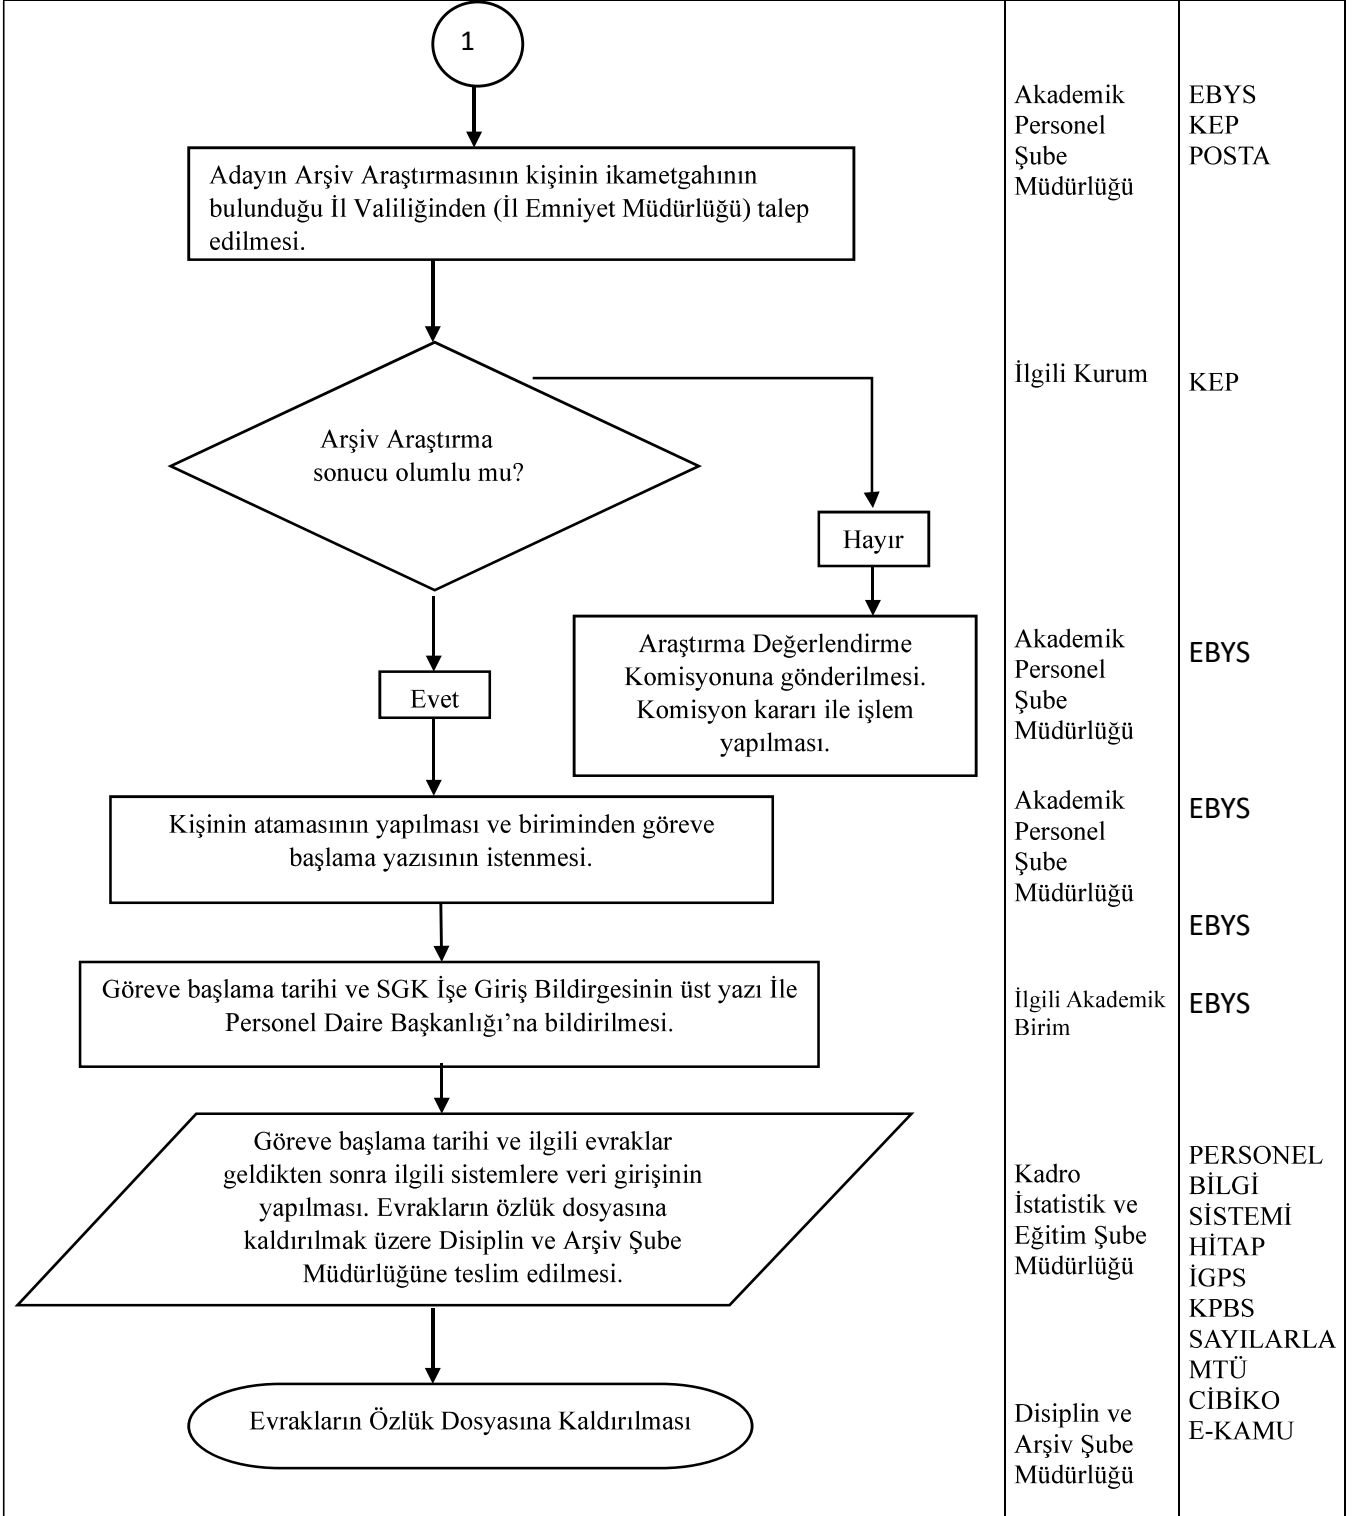 1
Adayın Arşiv Araştırmasının kişinin ikametgahının
bulunduğu İl Valiliğinden (İl Emniyet Müdürlüğü) talep
edilmesi.
Akademik
Personel
Şube
Müdürlüğü
EBYS
KEP
POSTA
Arşiv Araştırma
sonucu olumlu mu?
İlgili Kurum
KEP
Hayır
Araştırma Değerlendirme
Komisyonuna gönderilmesi.
Komisyon kararı ile işlem
yapılması.
Akademik
Personel
Şube
Müdürlüğü
EBYS
Evet
Kişinin atamasının yapılması ve biriminden göreve
başlama yazısının istenmesi.
Akademik
Personel
Şube
Müdürlüğü
EBYS
EBYS
Göreve başlama tarihi ve SGK İşe Giriş Bildirgesinin üst yazı İle
Personel Daire Başkanlığı’na bildirilmesi.
İlgili Akademik
Birim
EBYS
Göreve başlama tarihi ve ilgili evraklar
geldikten sonra ilgili sistemlere veri girişinin
yapılması. Evrakların özlük dosyasına
kaldırılmak üzere Disiplin ve Arşiv Şube
Müdürlüğüne teslim edilmesi.
Kadro
İstatistik ve
Eğitim Şube
Müdürlüğü
PERSONEL
BİLGİ
SİSTEMİ
HİTAP
İGPS
KPBS
SAYILARLA
MTÜ
CİBİKO
E-KAMU
Evrakların Özlük Dosyasına Kaldırılması
Disiplin ve
Arşiv Şube
Müdürlüğü